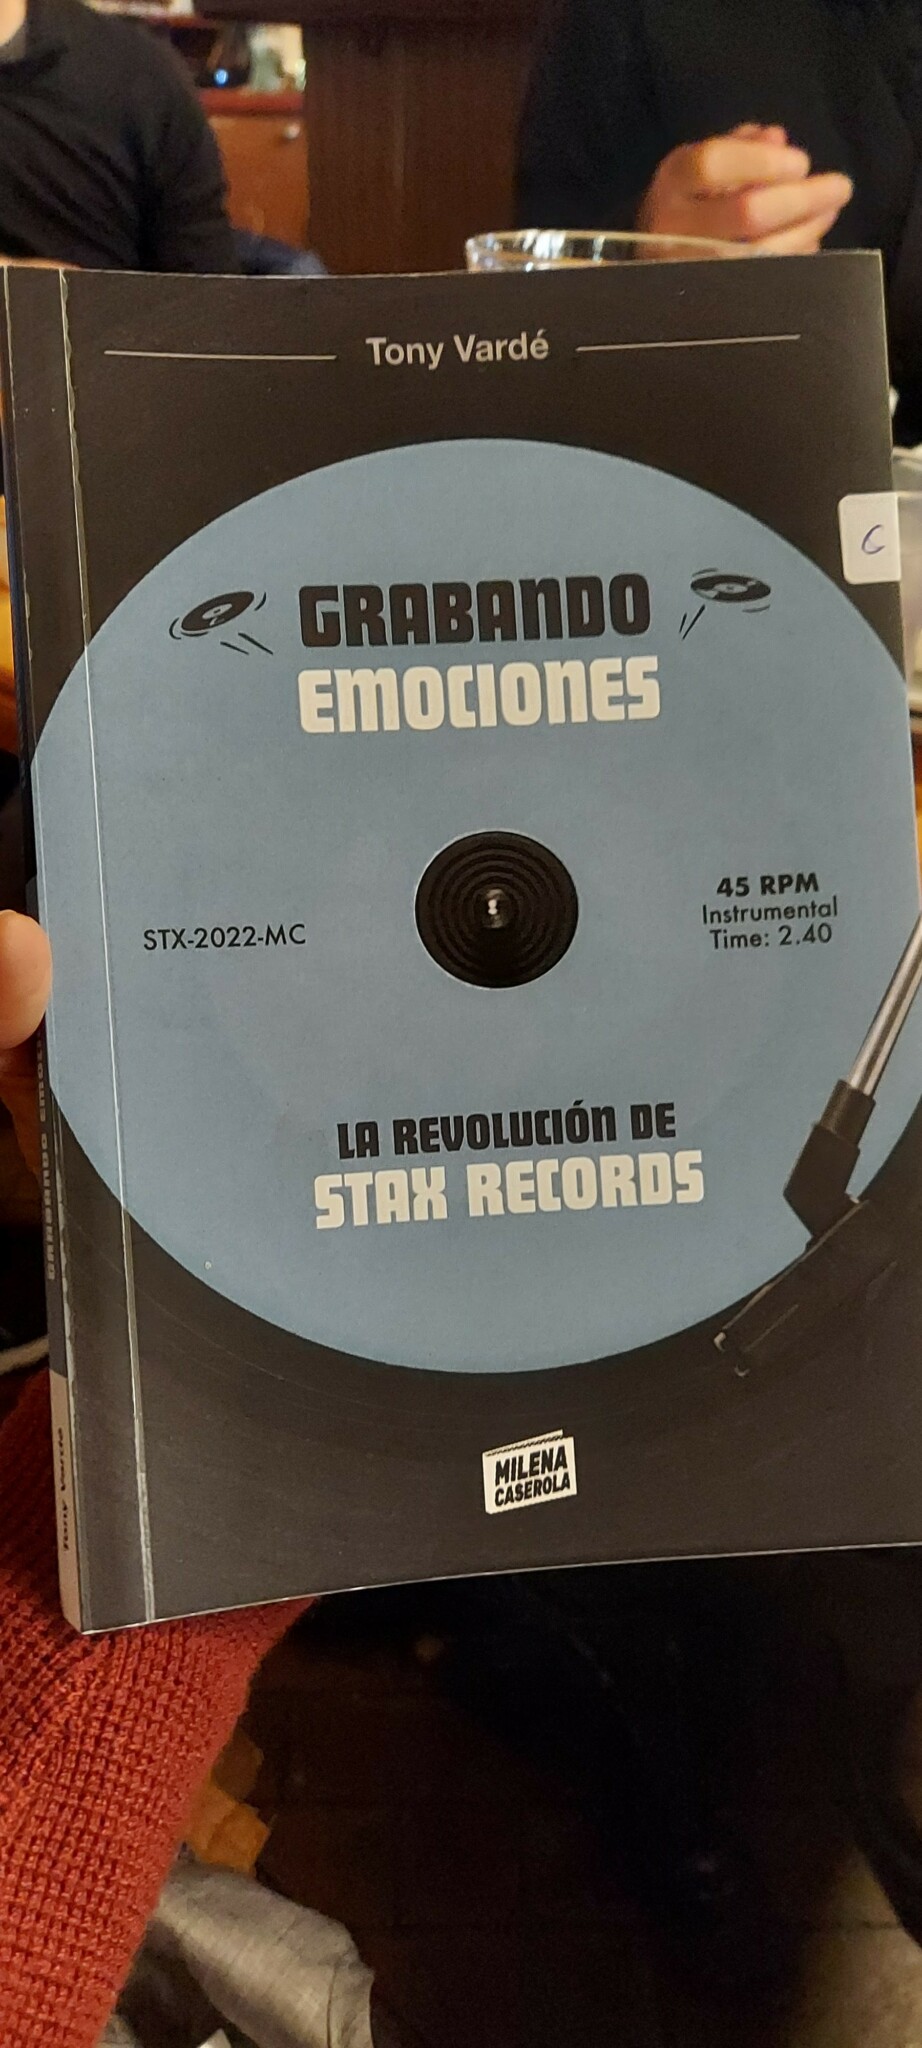 Tony Vardé
GRABANDO
EMOCIONES
C
STX-2022-MC
45 RPM
Instrumental
Time: 2.40
LA REVOLUCIÓN DE
STAX RECORDS
MILENA
CASEROLA
GRABANDO EMOC
Tony Vardé